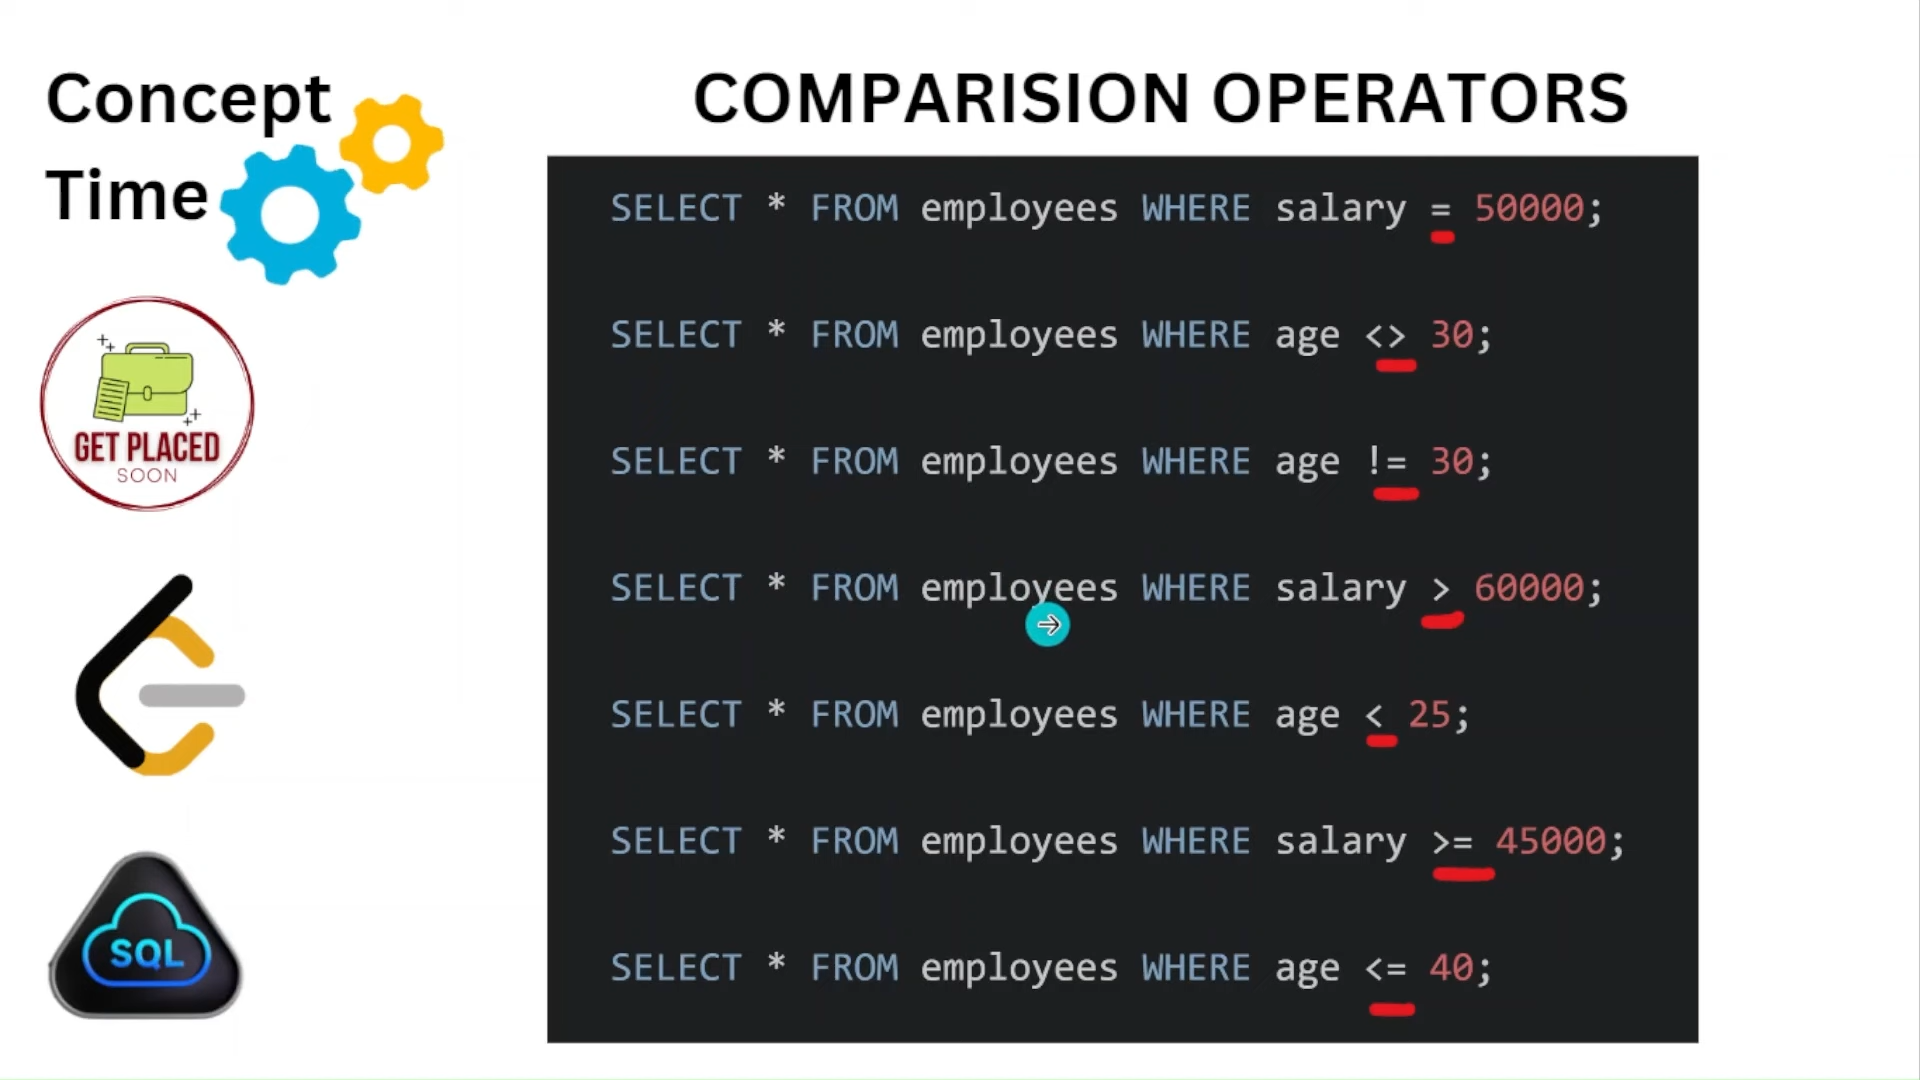 Concept
Time
COMPARISION OPERATORS
SELECT * FROM employees WHERE salary = 50000;
SELECT * FROM employees WHERE age <> 30;
SELECT * FROM employees WHERE age != 30;
SELECT * FROM employees WHERE salary > 60000;
SELECT * FROM employees WHERE age < 25;
SELECT * FROM employees WHERE salary >= 45000;
SELECT * FROM employees WHERE age <= 40;
GET PLACED
SOON
SQL